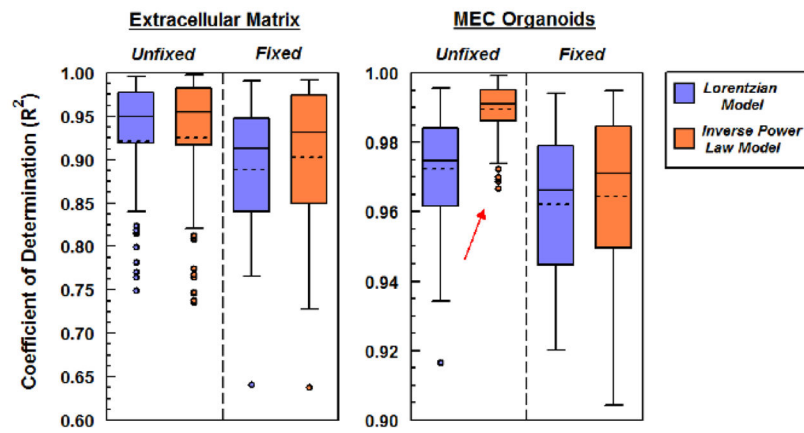 Extracellular Matrix
MEC Organoids
Unfixed
Fixed
Unfixed
Fixed
Coefficient of Determination (R²)
1.00
0.95
0.90
0.85
0.80
0.75
0.70
0.65
0.60
1.00
0.98
0.96
0.94
0.92
0.90
Lorentzian
Model
Inverse Power
Law Model